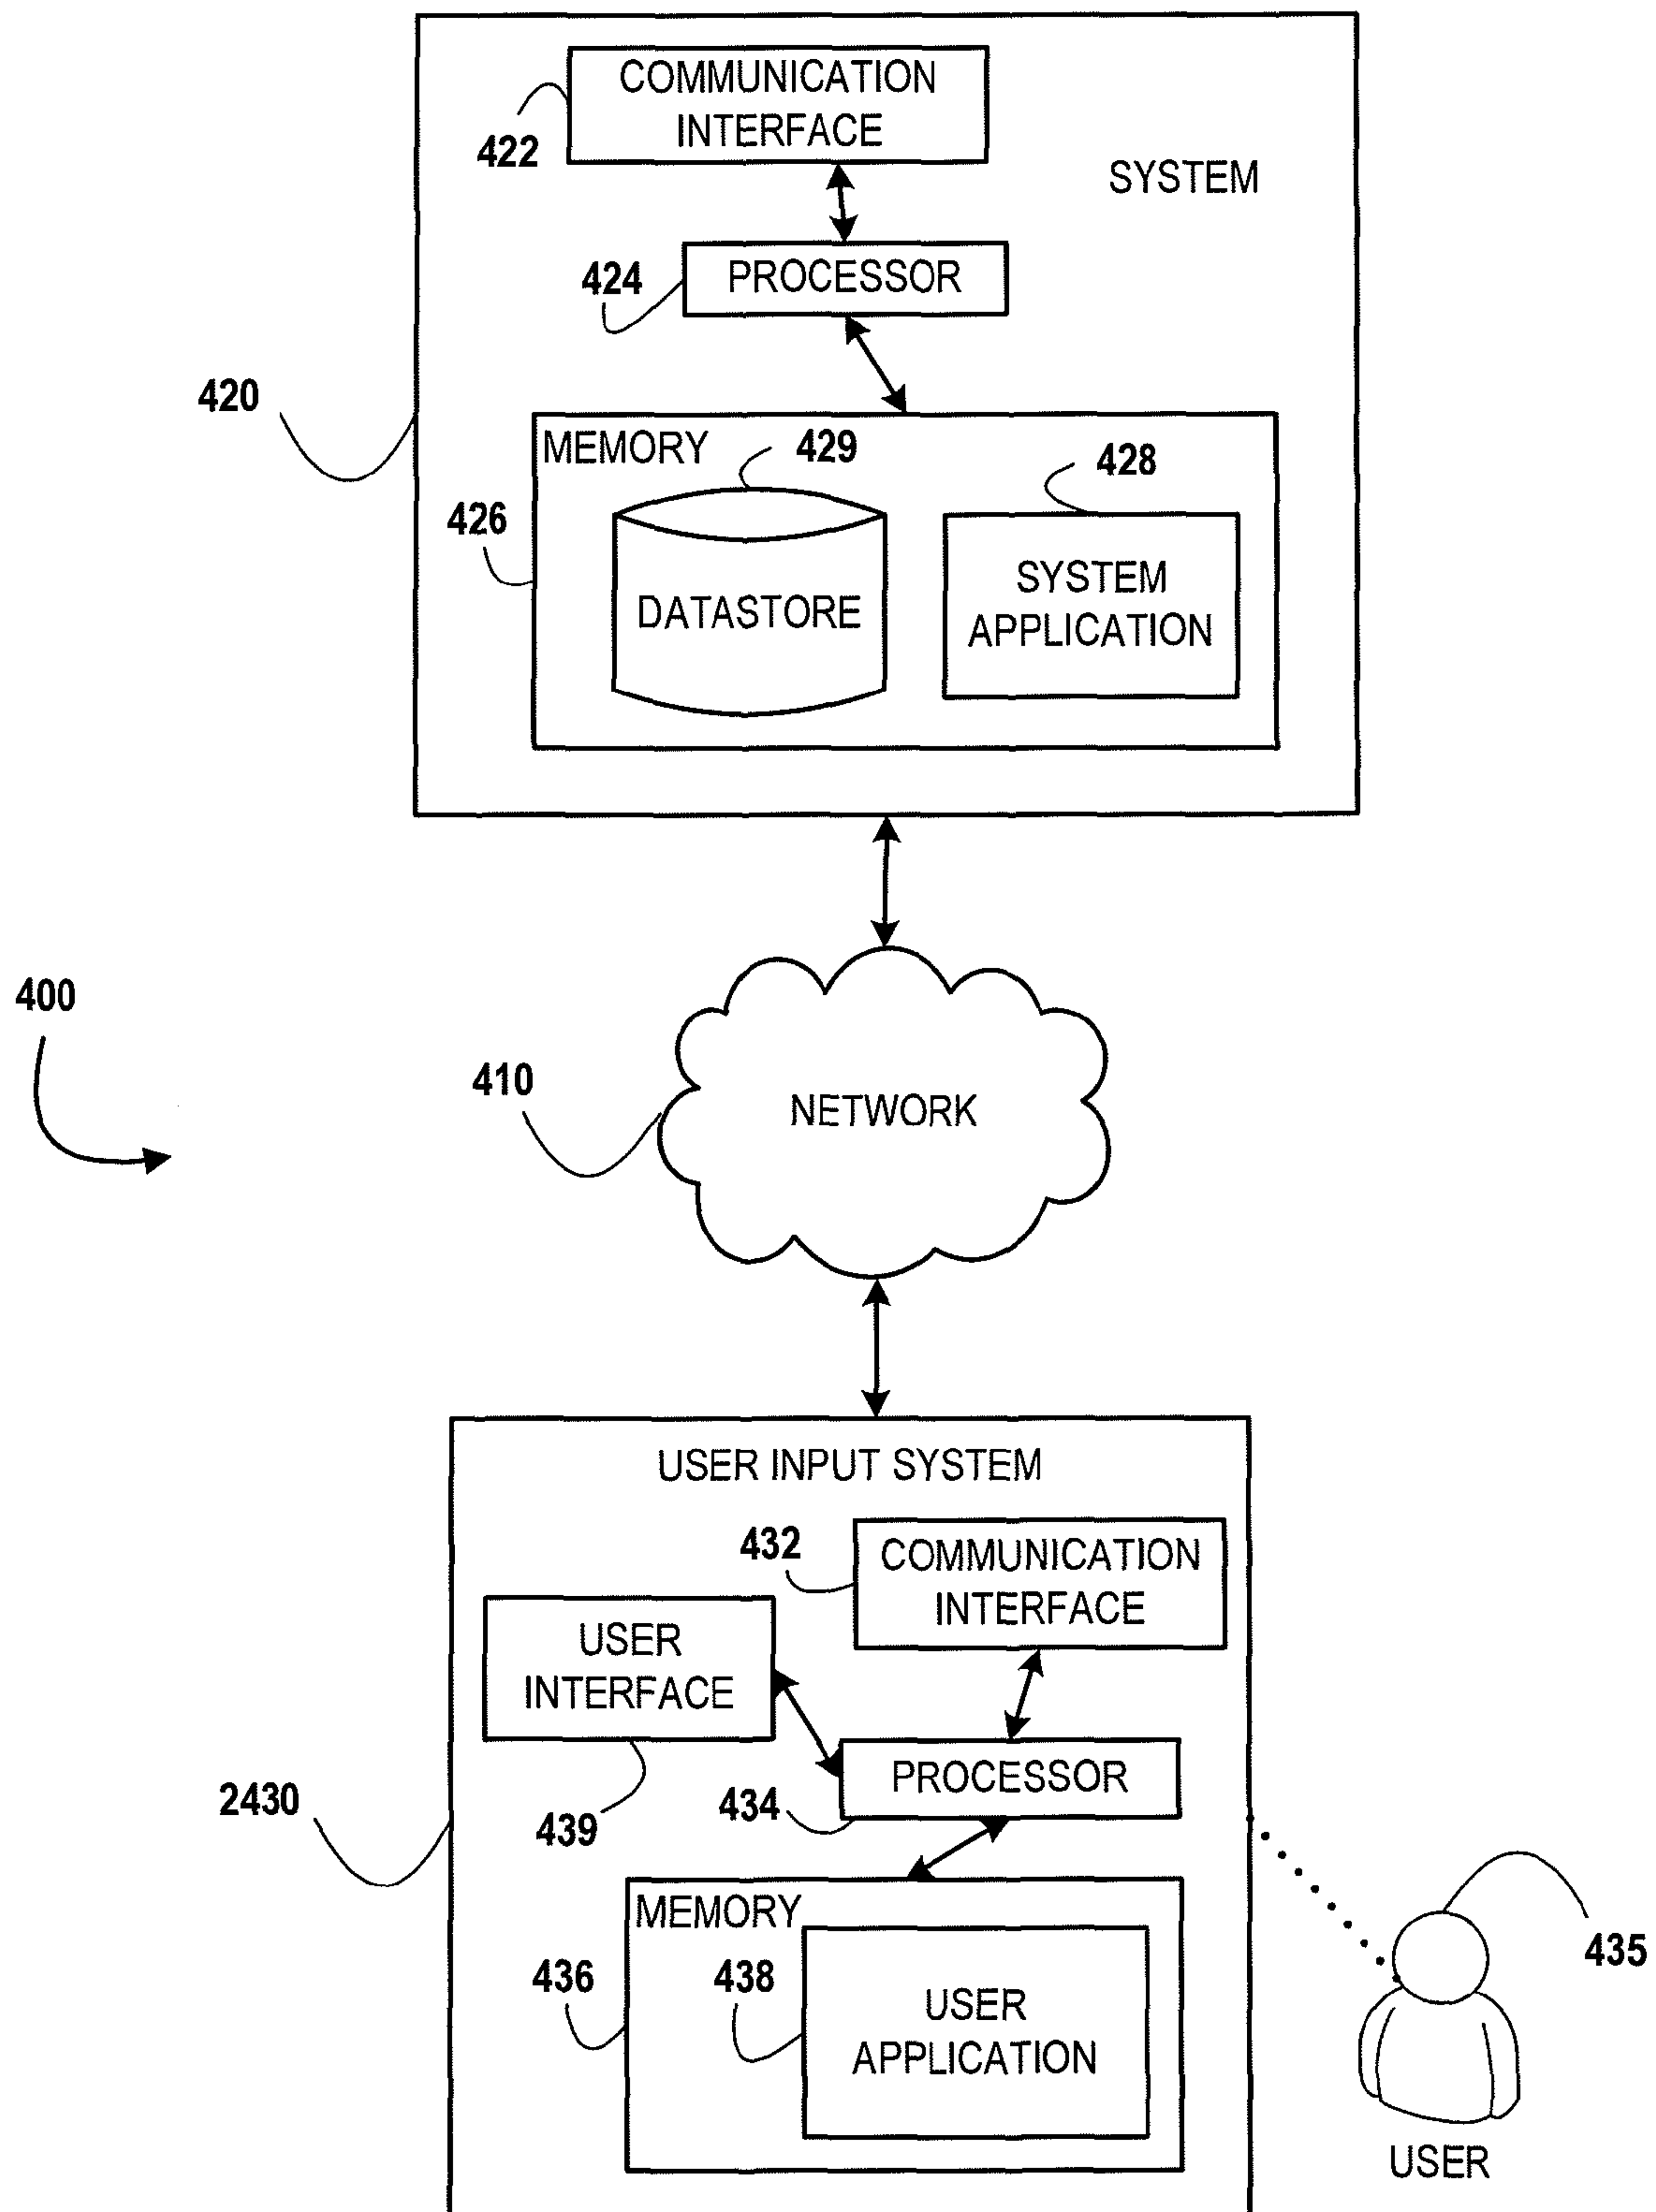 COMMUNICATION
INTERFACE
422
SYSTEM
424
PROCESSOR
420
MEMORY
429
428
426
DATASTORE
SYSTEM
APPLICATION
400
410
NETWORK
USER INPUT SYSTEM
432
COMMUNICATION
INTERFACE
USER
INTERFACE
PROCESSOR
2430
439
434
MEMORY
436
438
USER
APPLICATION
435
USER